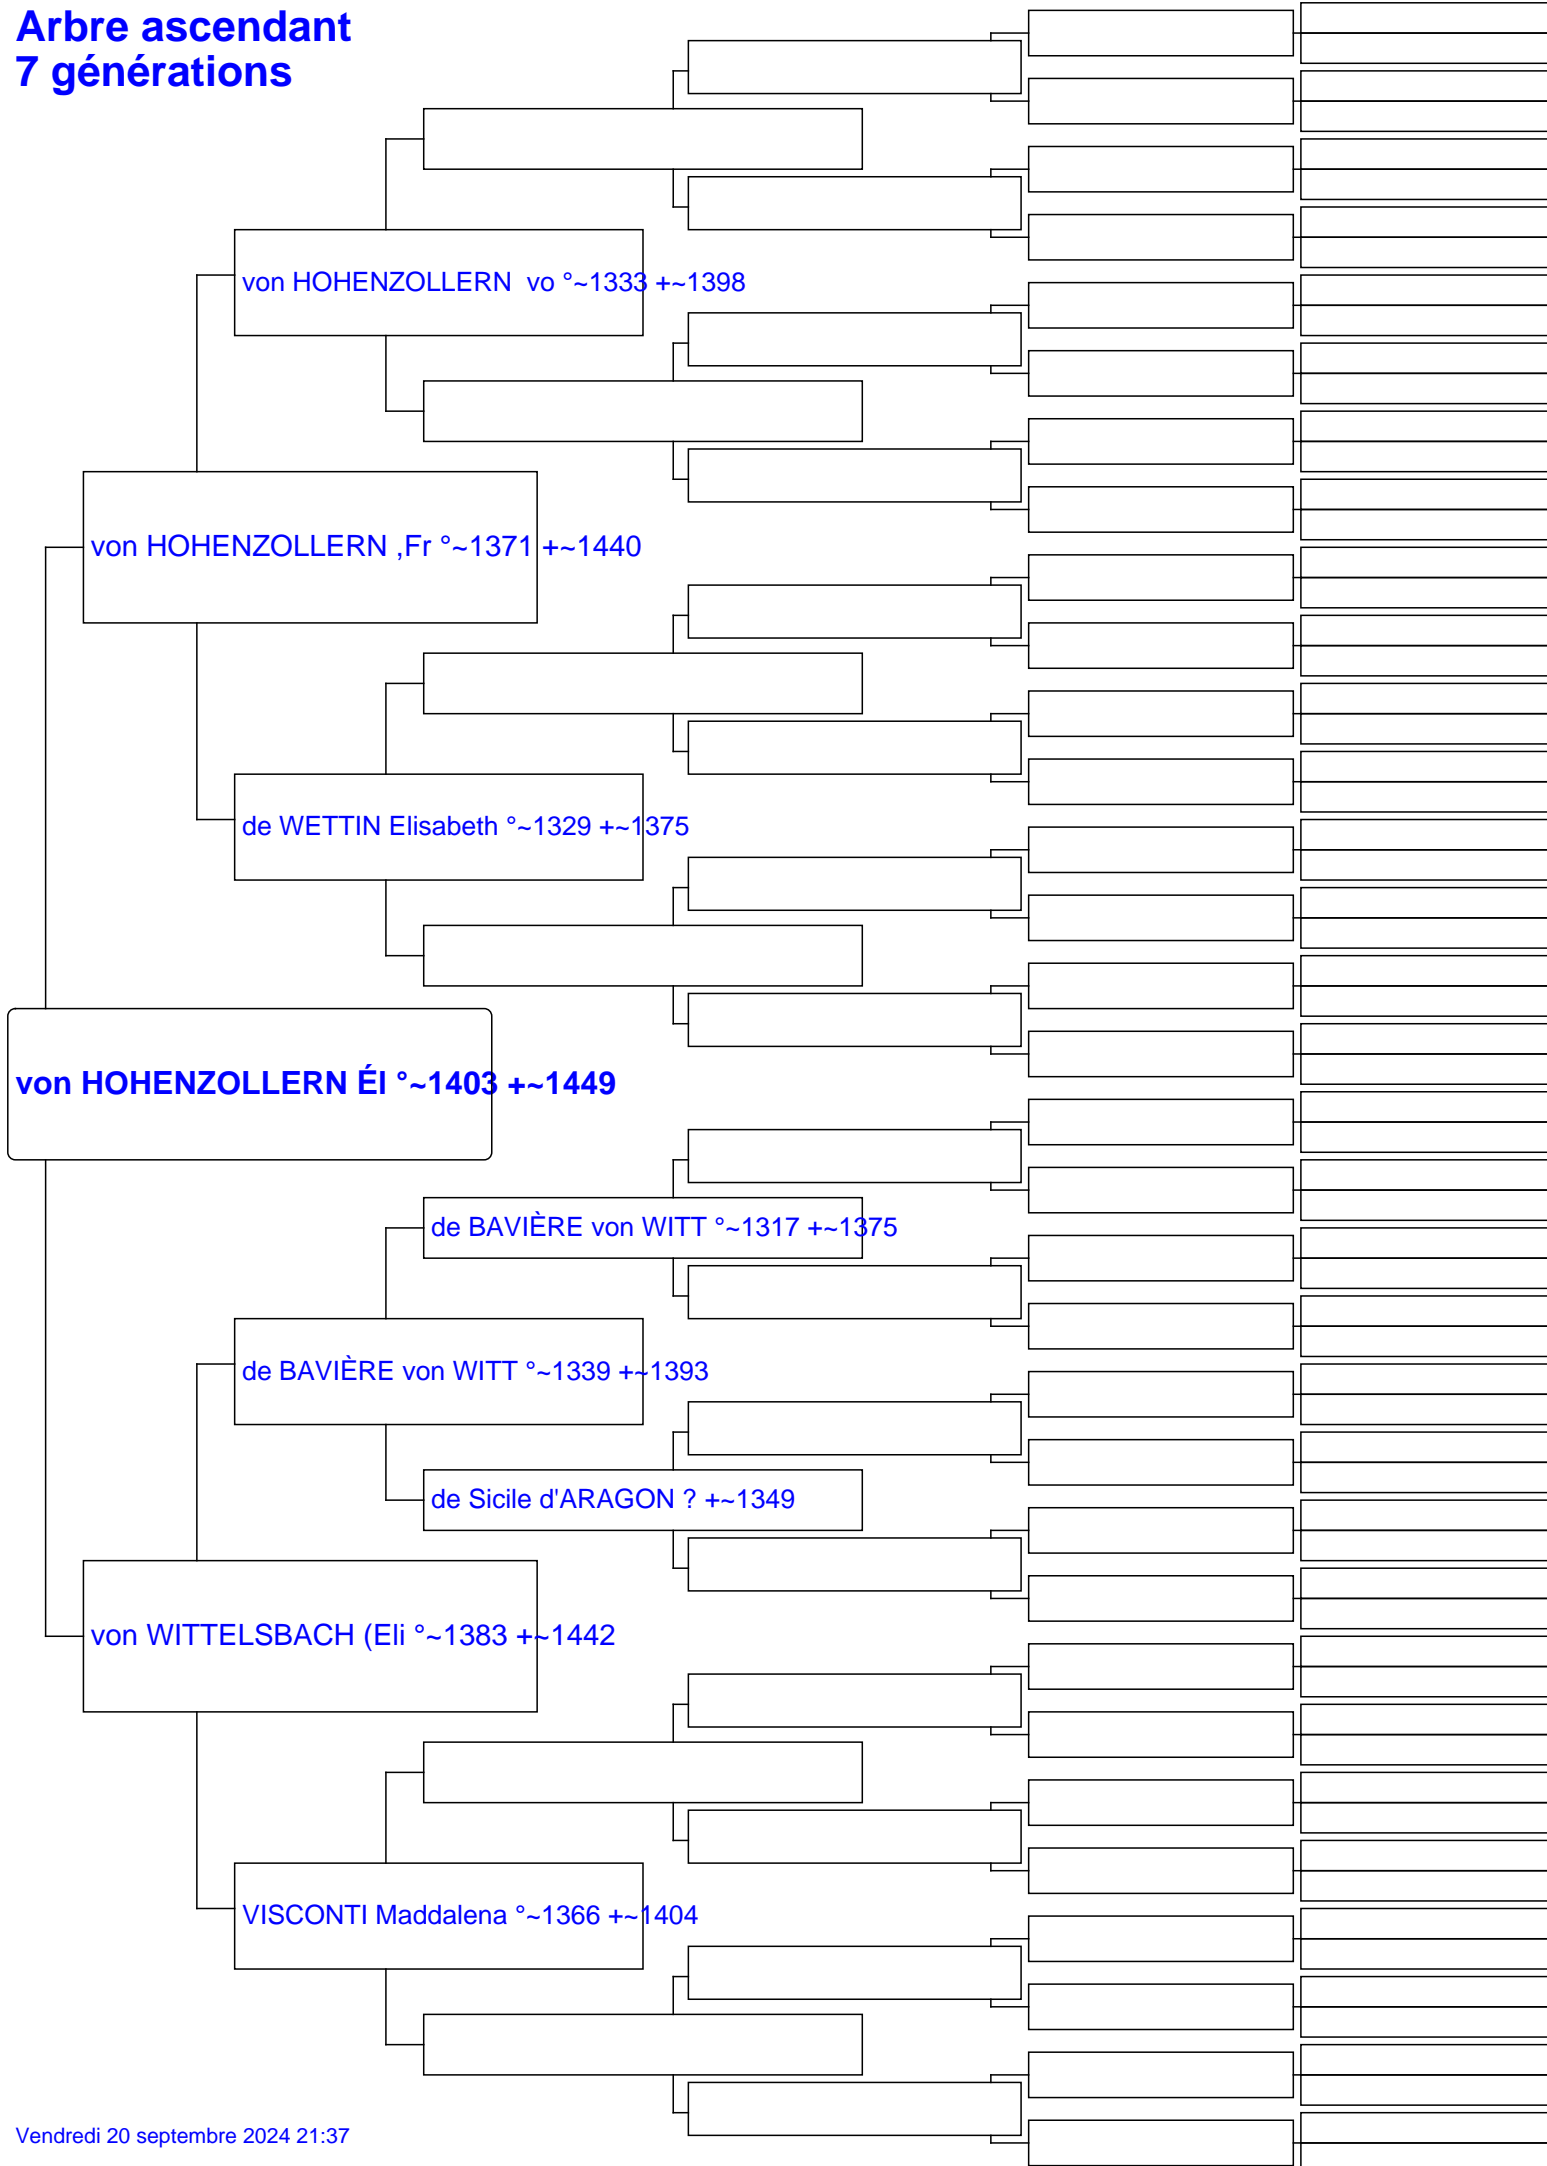 Arbre ascendant
7 générations
von HOHENZOLLERN  vo °~1333 +~1398
von HOHENZOLLERN ,Fr °~1371 +~1440
de WETTIN Elisabeth °~1329 +~1375
von HOHENZOLLERN Él °~1403 +~1449
de BAVIÈRE von WITT °~1317 +~1375
de BAVIÈRE von WITT °~1339 +~1393
de Sicile d'ARAGON ? +~1349
von WITTELSBACH (Eli °~1383 +~1442
VISCONTI Maddalena °~1366 +~1404
Vendredi 20 septembre 2024 21:37